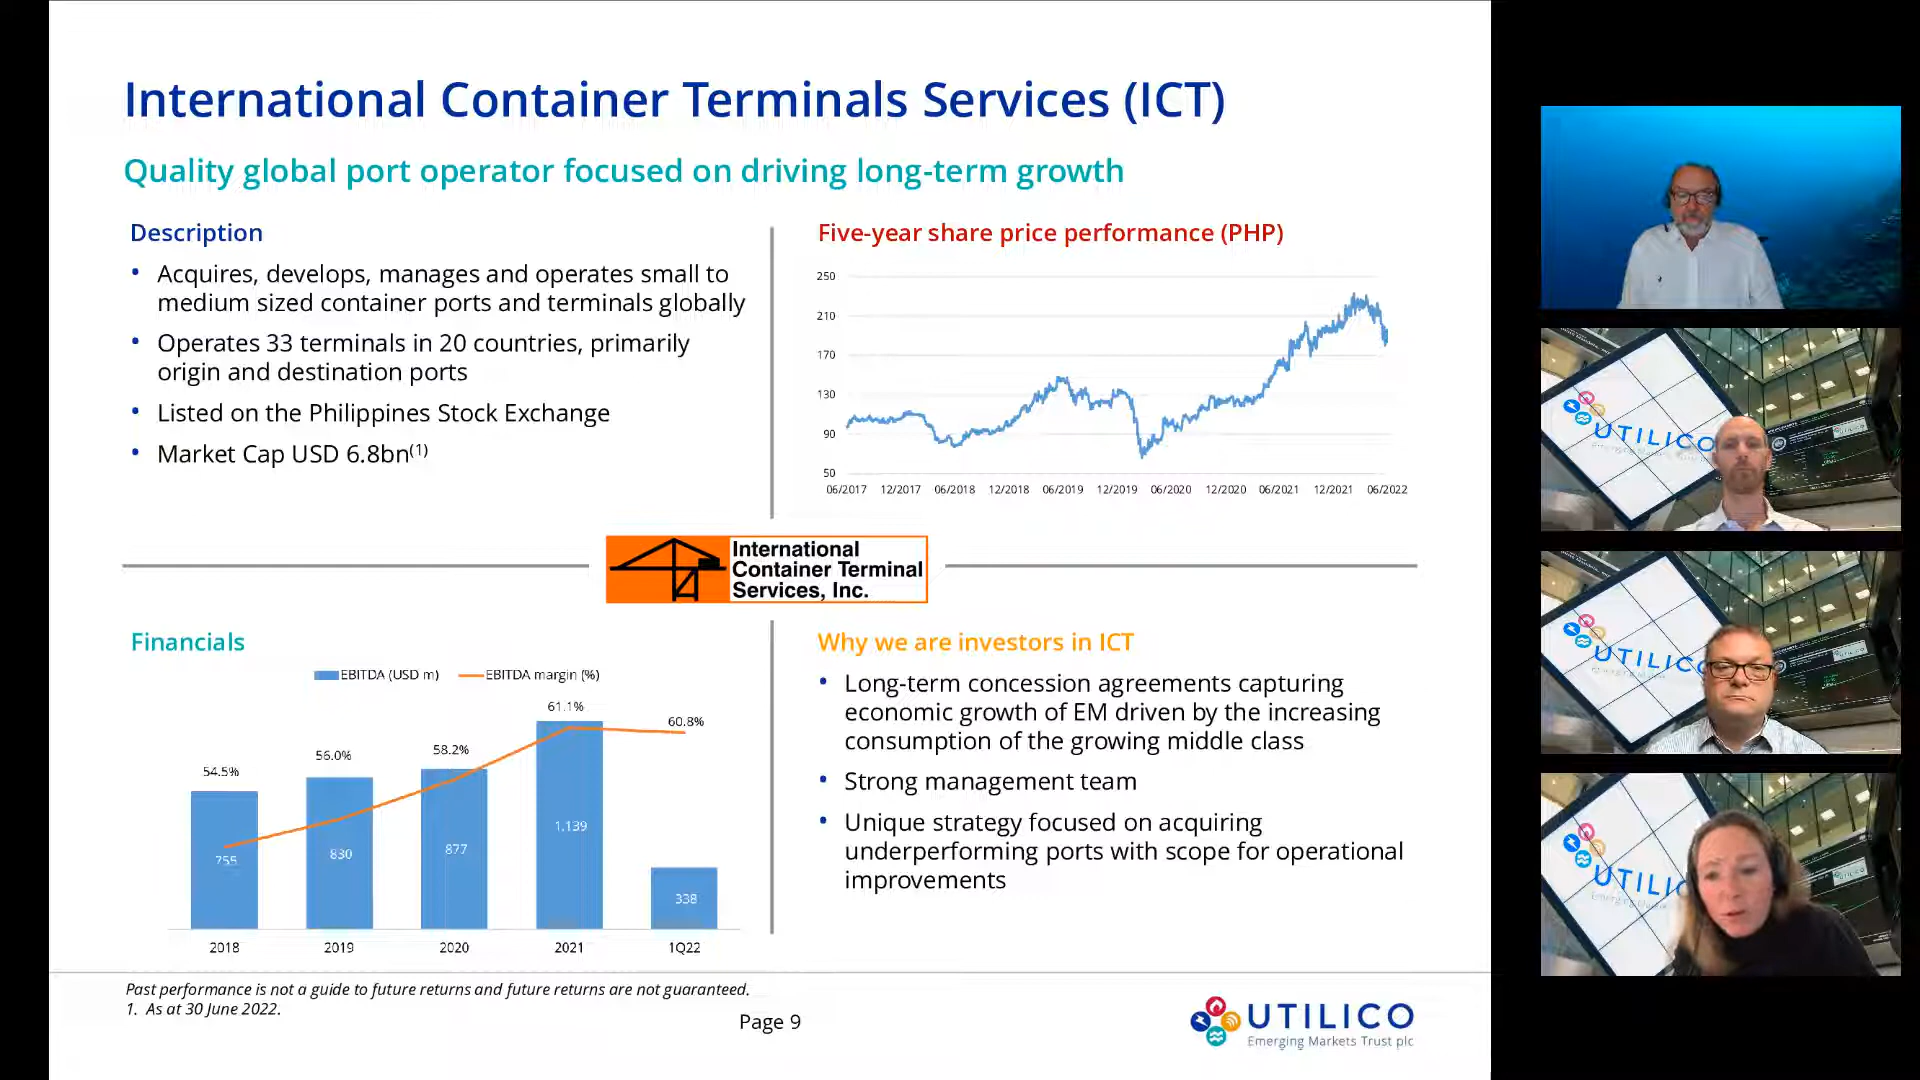 International Container Terminals Services (ICT)
Quality global port operator focused on driving long-term growth
Description
• Acquires, develops, manages and operates small to
medium sized container ports and terminals globally
• Operates 33 terminals in 20 countries, primarily
origin and destination ports
• Listed on the Philippines Stock Exchange
• Market Cap USD 6.8bn(1)
Five-year share price performance (PHP)
250
210
170
130
90
50
06/2017 12/2017 06/2018 12/2018 06/2019 12/2019 06/2020 12/2020 06/2021 12/2021 06/2022
International
Container Terminal
Services, Inc.
Financials
EBITDA (USD m) EBITDA margin (%)
54.5% 56.0% 58.2% 61.1% 60.8%
755 830 877 1,139 338
2018 2019 2020 2021 1Q22
Why we are investors in ICT
• Long-term concession agreements capturing
economic growth of EM driven by the increasing
consumption of the growing middle class
• Strong management team
• Unique strategy focused on acquiring
underperforming ports with scope for operational
improvements
Past performance is not a guide to future returns and future returns are not guaranteed.
1. As at 30 June 2022.
Page 9
UTILICO
Emerging Markets Trust plc
UTILICO
UTILICO
UTILIC